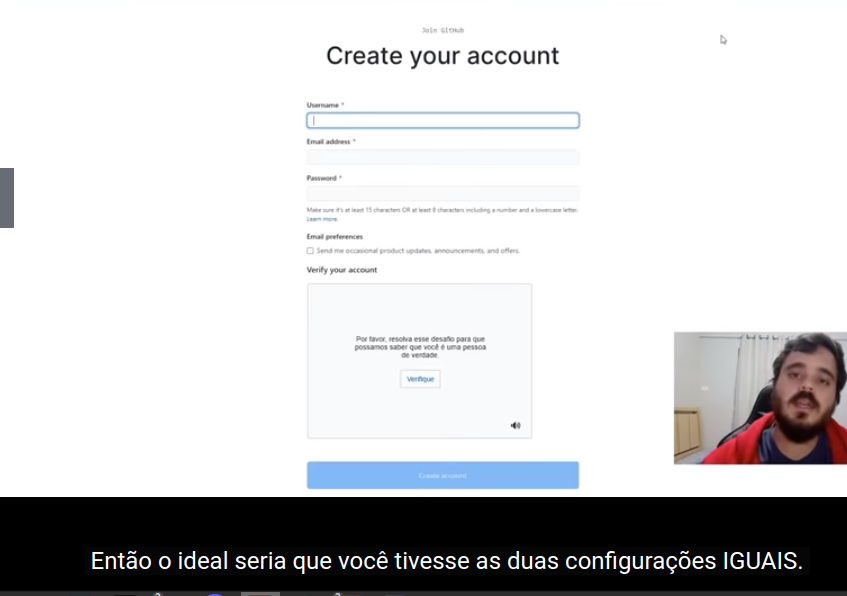 Join GitHub
Create your account
Username *
Email address *
Password *
Make sure it's at least 15 characters OR at least 8 characters including a number and a lowercase letter.
Learn more.
Email preferences
Send me occasional product updates, announcements, and offers.
Verify your account
Por favor, resolva esse desafio para que
possamos saber que você é uma pessoa
de verdade.
Verifique
Create account
Então o ideal seria que você tivesse as duas configurações IGUAIS.